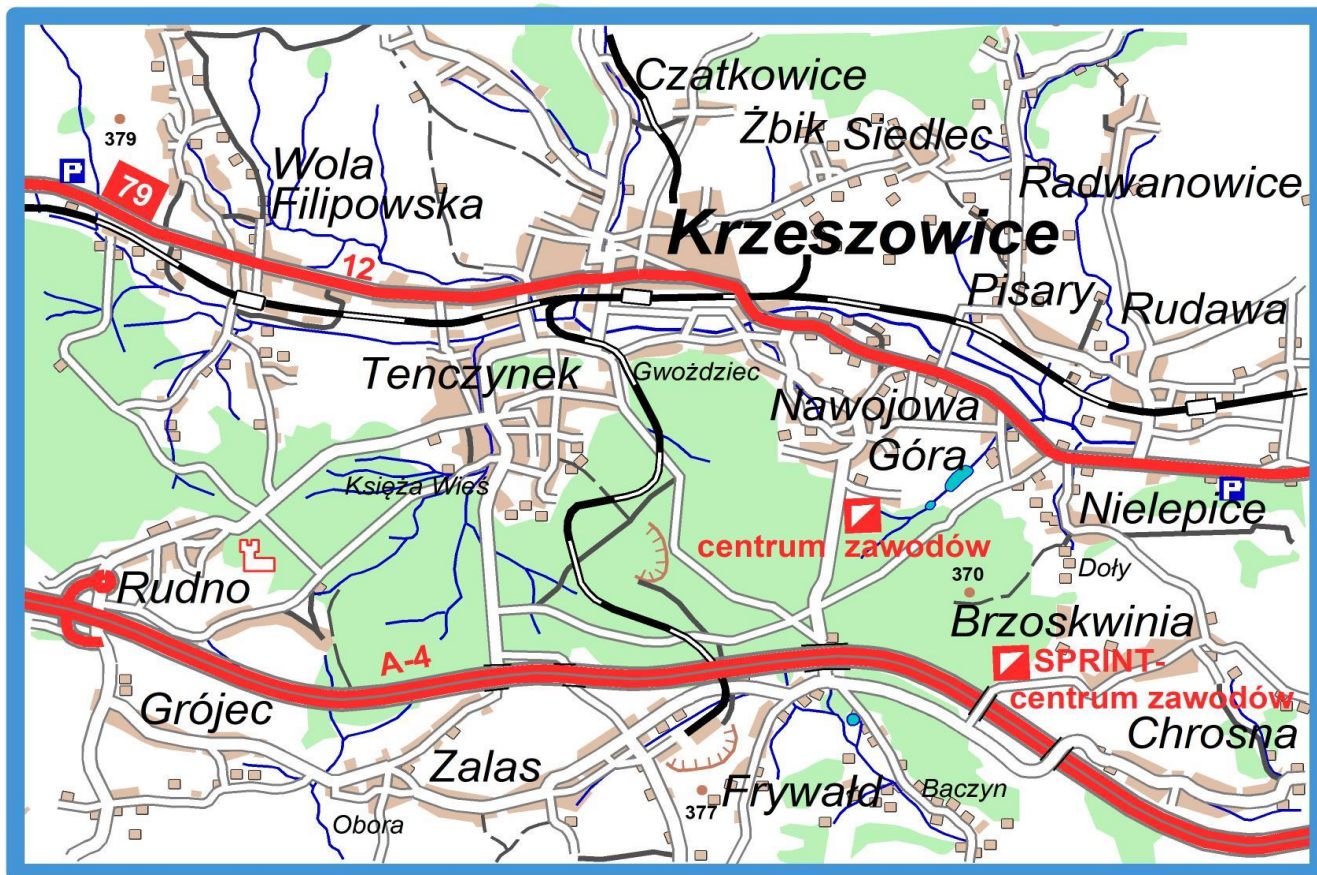 Czatkowice
Żbik
Siedlec
379
Wola
Filipowska
P
79
Radwanowice
Krzeszowice
12
Pisary
Rudawa
Tenczynek
Gwoździec
Nawojowa
Góra
Księża Wieś
P
Nielepice
centrum zawodów
Doły
370
Rudno
Brzoskwinia
A-4
SPRINT-
centrum zawodów
Grójec
Chrosna
Zalas
Frywałd
Baczyn
377
Obora